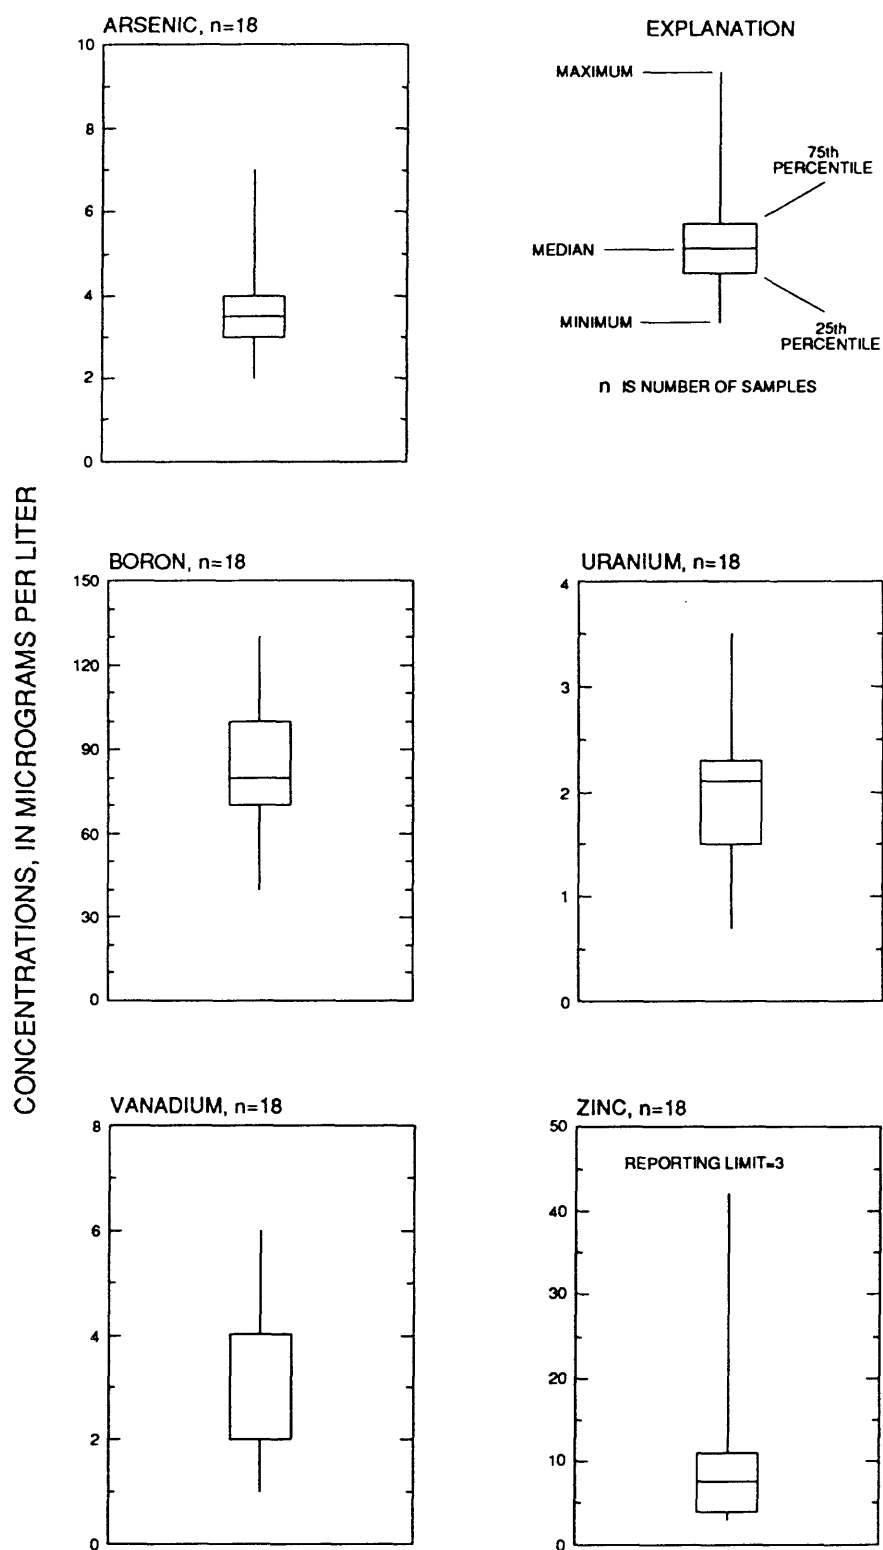 ARSENIC, n=18
10
8
6
4
2
0
EXPLANATION
MAXIMUM
75th
PERCENTILE
MEDIAN
MINIMUM
25th
PERCENTILE
n IS NUMBER OF SAMPLES
CONCENTRATIONS, IN MICROGRAMS PER LITER
BORON, n=18
150
120
90
60
30
0
URANIUM, n=18
4
3
2
1
0
VANADIUM, n=18
8
6
4
2
0
ZINC, n=18
50
40
30
20
10
0
REPORTING LIMIT=3